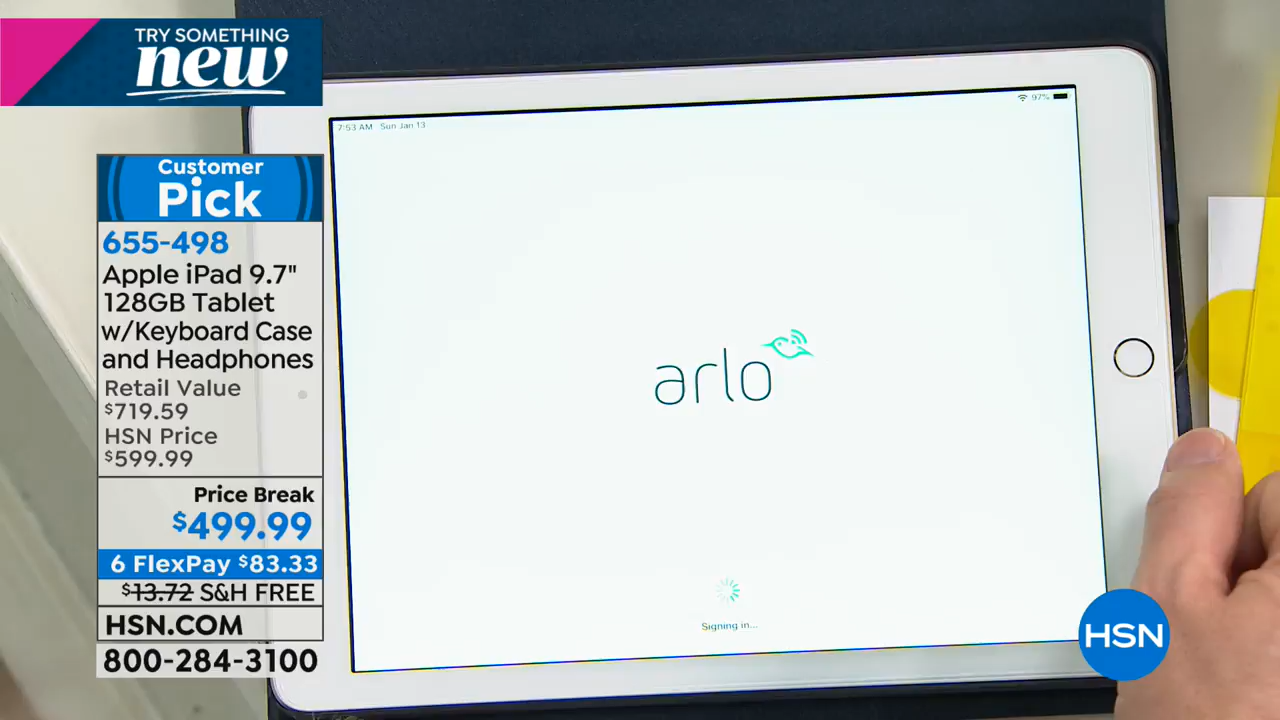 TRY SOMETHING
new
Customer
Pick
655-498
Apple iPad 9.7"
128GB Tablet
w/Keyboard Case
and Headphones
Retail Value
$719.59
HSN Price
$599.99
Price Break
$499.99
6 FlexPay $83.33
$13.72 S&H FREE
HSN.COM
800-284-3100
7:53 AM Sun Jan 13
97%
arlo
Signing in...
HSN